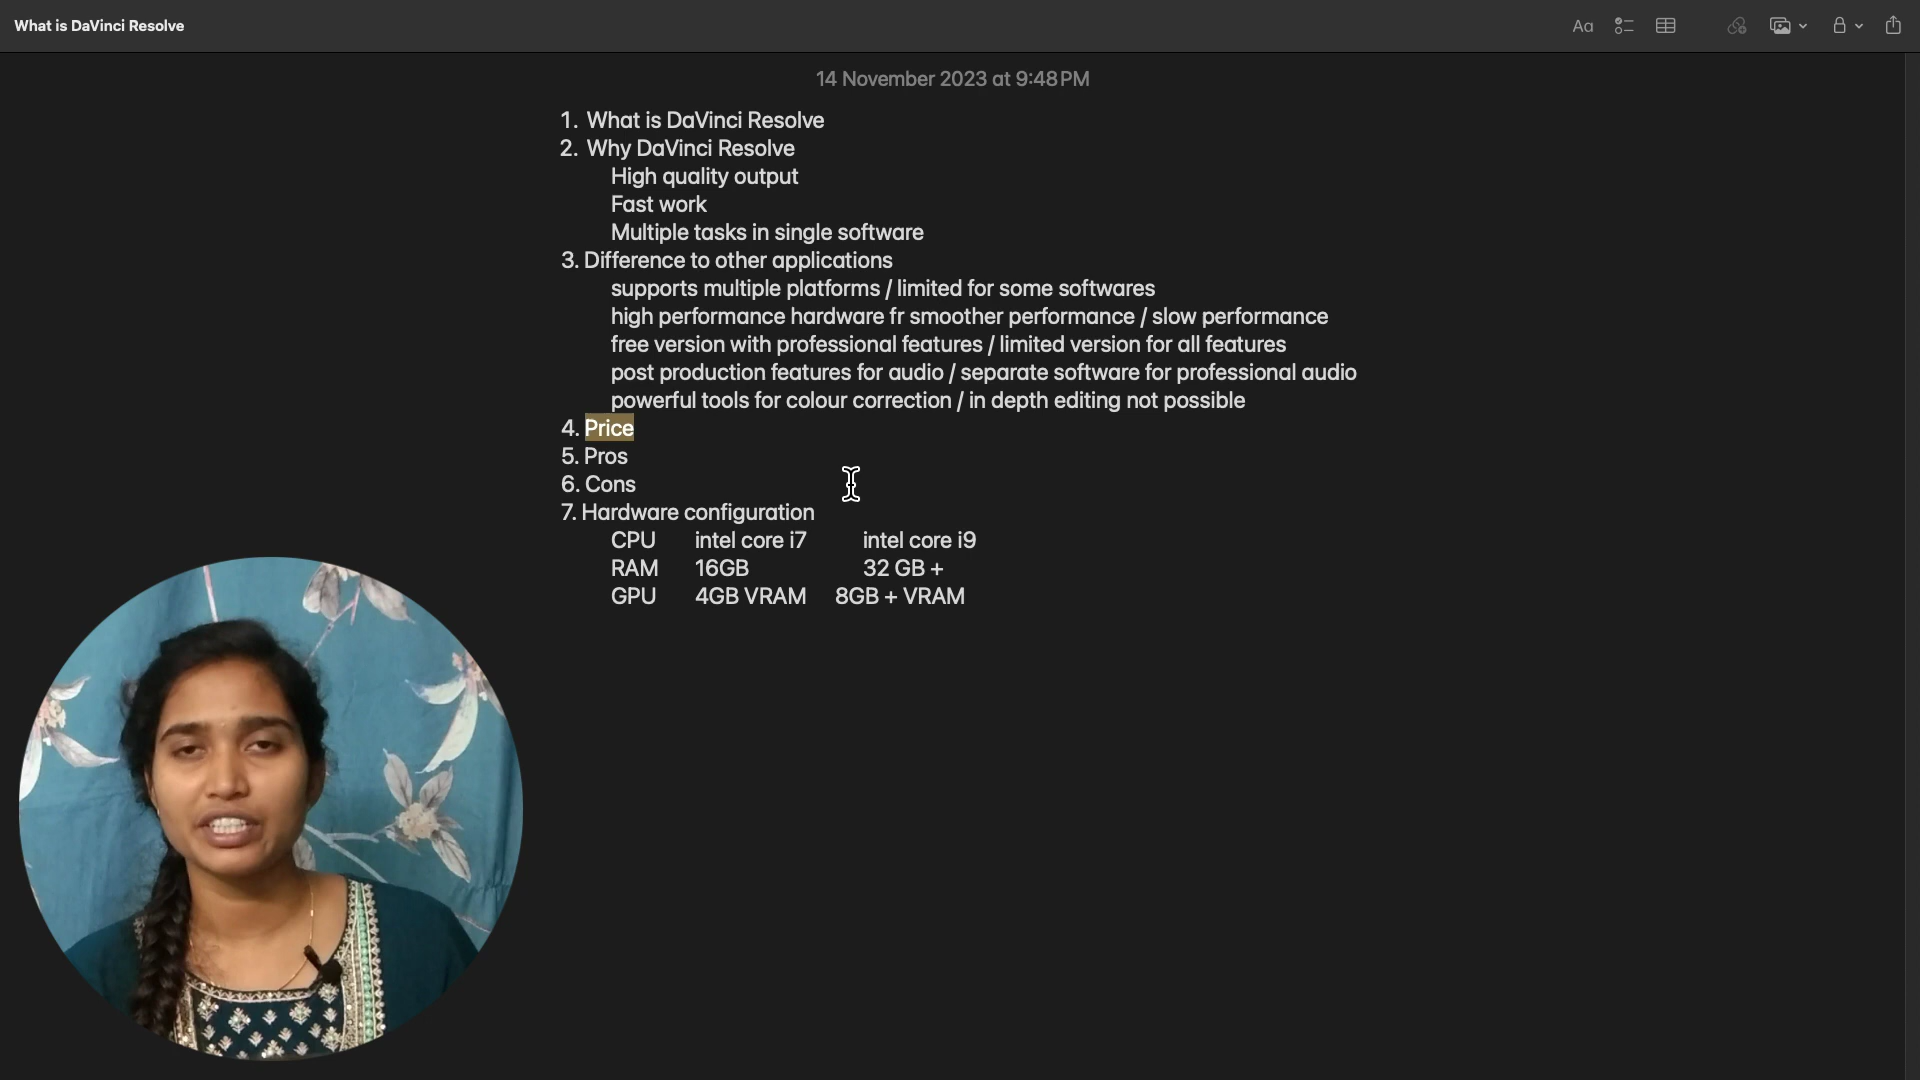 What is DaVinci Resolve
Aa
14 November 2023 at 9:48 PM
1. What is DaVinci Resolve
2. Why DaVinci Resolve
High quality output
Fast work
Multiple tasks in single software
3. Difference to other applications
supports multiple platforms / limited for some softwares
high performance hardware fr smoother performance / slow performance
free version with professional features / limited version for all features
post production features for audio / separate software for professional audio
powerful tools for colour correction / in depth editing not possible
4. Price
5. Pros
6. Cons
7. Hardware configuration
CPU intel core i7 intel core i9
RAM 16GB 32 GB +
GPU 4GB VRAM 8GB + VRAM